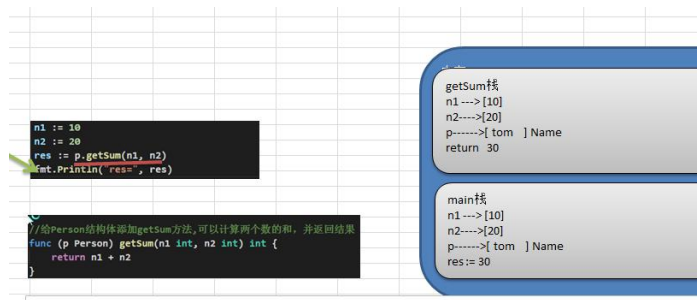 n1 := 10
n2 := 20
res := p.getSum(n1, n2)
fmt.Println("res=", res)
//给Person结构体添加getSum方法,可以计算两个数的和，并返回结果
func (p Person) getSum(n1 int, n2 int) int {
return n1 + n2
}
getSum栈
n1 ---> [10]
n2---->[20]
p------>[ tom ] Name
return 30
main栈
n1 ---> [10]
n2---->[20]
p------>[ tom ] Name
res := 30